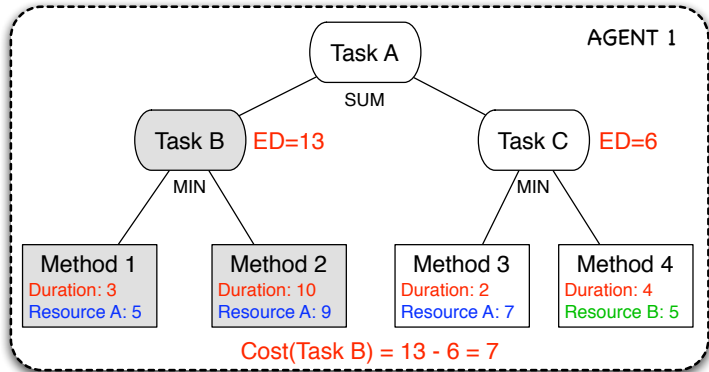 AGENT 1
Task A
SUM
Task B ED=13
Task C ED=6
MIN
MIN
Method 1
Duration: 3
Resource A: 5
Method 2
Duration: 10
Resource A: 9
Method 3
Duration: 2
Resource A: 7
Method 4
Duration: 4
Resource B: 5
Cost(Task B) = 13 - 6 = 7